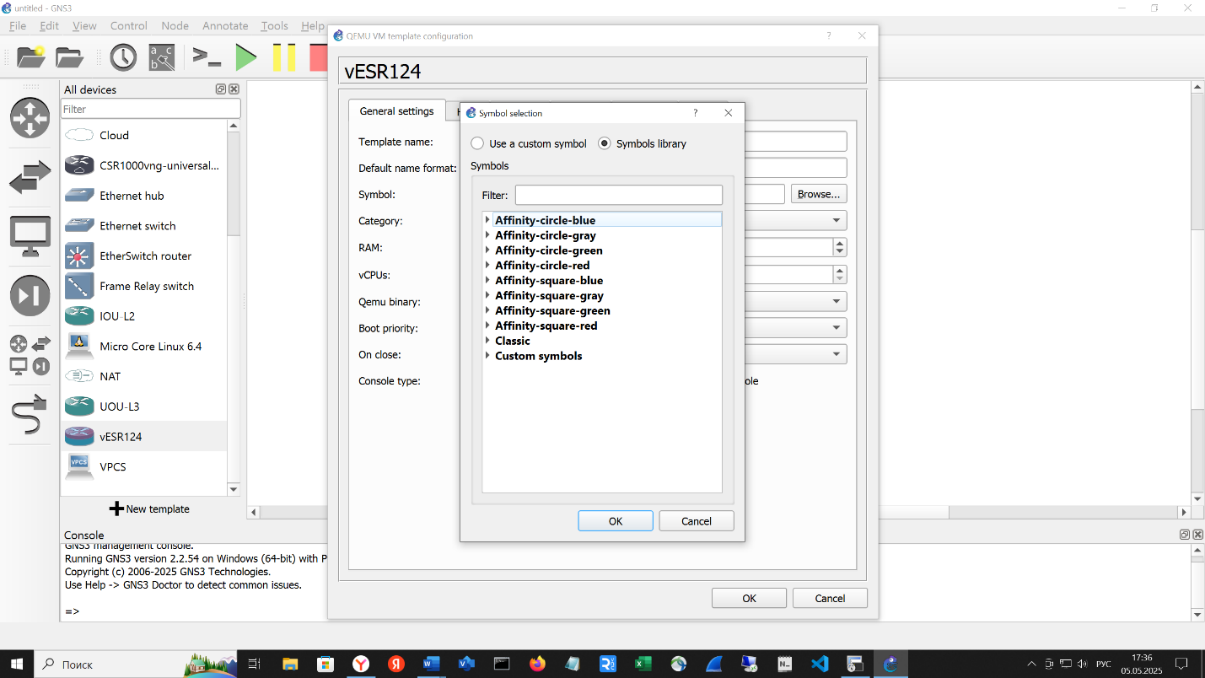 untitled - GNS3
File Edit View Control Node Annotate Tools Help
All devices
Filter
Cloud
CSR1000vng-universal...
Ethernet hub
Ethernet switch
EtherSwitch router
Frame Relay switch
IOU-L2
Micro Core Linux 6.4
NAT
UOU-L3
vESR124
VPCS
New template
Console
GNS3 management console.
Running GNS3 version 2.2.54 on Windows (64-bit) with P
Copyright (c) 2006-2025 GNS3 Technologies.
Use Help -> GNS3 Doctor to detect common issues.
=>
QEMU VM template configuration
vESR124
General settings
Template name:
Default name format:
Symbol:
Browse...
Category:
RAM:
vCPUs:
Qemu binary:
Boot priority:
On close:
Console type:
ole
OK Cancel
Symbol selection
Use a custom symbol Symbols library
Symbols
Filter:
Affinity-circle-blue
Affinity-circle-gray
Affinity-circle-green
Affinity-circle-red
Affinity-square-blue
Affinity-square-gray
Affinity-square-green
Affinity-square-red
Classic
Custom symbols
OK Cancel
Поиск
РУС
17:36
05.05.2025